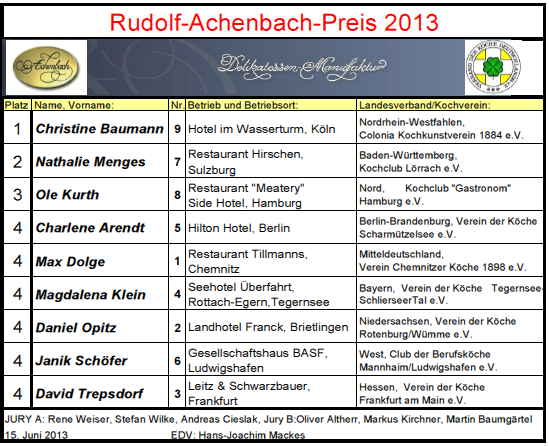 Rudolf-Achenbach-Preis 2013
Achenbach
Delikatessen-Manufaktur
VERBAND DER KÖCHE DEUTSCHLANDS e.V.
Platz Name, Vorname: Nr. Betrieb und Betriebsort: Landesverband/Kochverein:
1 Christine Baumann 9 Hotel im Wasserturm, Köln Nordrhein-Westfahlen,
Colonia Kochkunstverein 1884 e.V.
2 Nathalie Menges 7 Restaurant Hirschen, Baden-Württemberg,
Sulzburg Kochclub Lörrach e.V.
3 Ole Kurth 8 Restaurant "Meatery" Nord, Kochclub "Gastronom"
Side Hotel, Hamburg Hamburg e.V.
4 Charlene Arendt 5 Hilton Hotel, Berlin Berlin-Brandenburg, Verein der Köche
Scharmützelsee e.V.
4 Max Dolge 1 Restaurant Tillmanns, Mitteldeutschland,
Chemnitz Verein Chemnitzer Köche 1898 e.V.
4 Magdalena Klein 4 Seehotel Überfahrt, Bayern, Verein der Köche Tegernsee-
Rottach-Egern,Tegernsee SchlierseerTal e.V.
4 Daniel Opitz 2 Landhotel Franck, Brietlingen Niedersachsen, Verein der Köche
Rotenburg/Wümme e.V.
4 Janik Schöfer 6 Gesellschaftshaus BASF, West, Club der Berufsköche
Ludwigshafen Mannhaim/Ludwigshafen e.V.
4 David Trepsdorf 3 Leitz & Schwarzbauer, Hessen, Verein der Köche
Frankfurt Frankfurt am Main e.V.
JURY A: Rene Weiser, Stefan Wilke, Andreas Cieslak, Jury B:Oliver Altherr, Markus Kirchner, Martin Baumgärtel
15. Juni 2013 EDV: Hans-Joachim Mackes